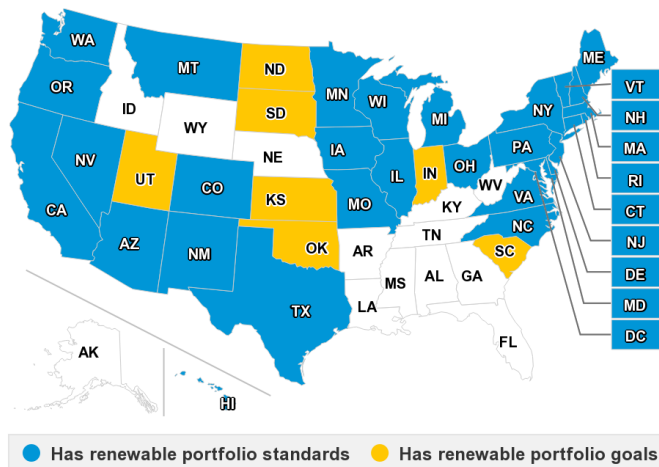 WA
ME
MT
ND
VT
OR
MN
ID
SD
WI
NY
NH
WY
MI
MA
IA
PA
NE
RI
NV
IL
IN
OH
UT
CO
WV
CT
KS
MO
VA
KY
CA
NJ
NC
TN
OK
AZ
NM
AR
SC
DE
MS
AL
GA
MD
LA
TX
DC
FL
AK
HI
Has renewable portfolio standards
Has renewable portfolio goals